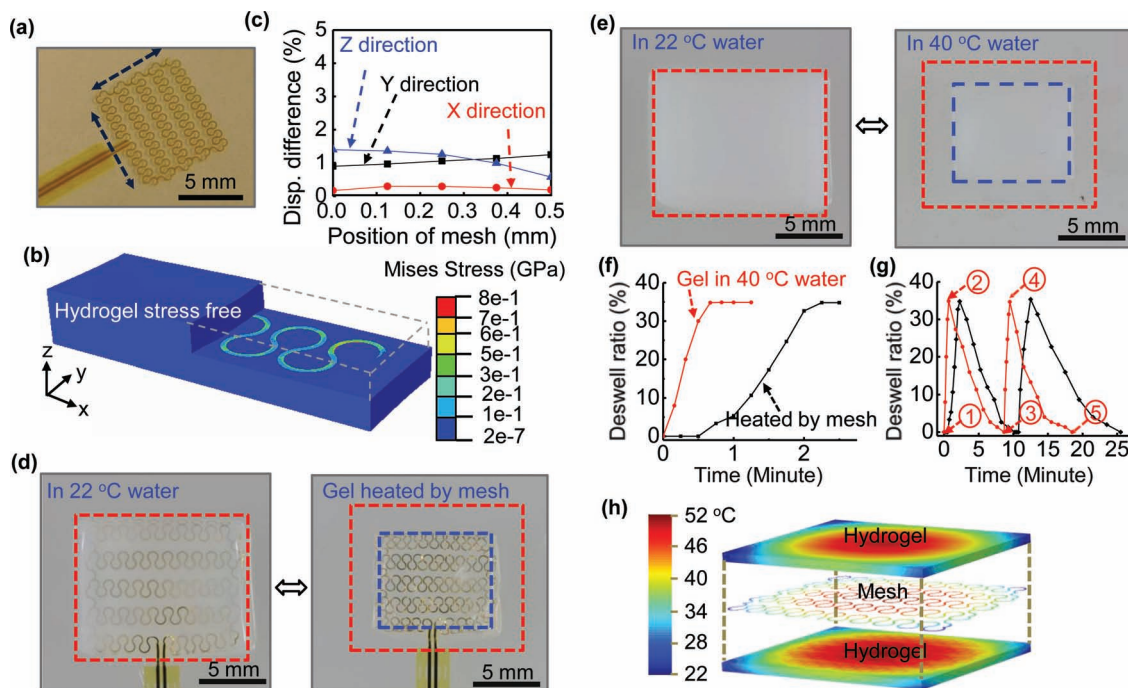 (a)
5 mm
(b)
Hydrogel stress free
z
y
x
Mises Stress (GPa)
8e-1
7e-1
6e-1
5e-1
3e-1
2e-1
1e-1
2e-7
(c)
Disp. difference (%)
5
4
3
2
1
0
Z direction
Y direction
X direction
0.0 0.1 0.2 0.3 0.4 0.5
Position of mesh (mm)
(d)
In 22 °C water
5 mm
Gel heated by mesh
5 mm
(e)
In 22 °C water
5 mm
In 40 °C water
5 mm
(f)
Deswell ratio (%)
40
30
20
10
0
Gel in 40 °C water
Heated by mesh
0 1 2
Time (Minute)
(g)
Deswell ratio (%)
40
30
20
10
0
② ④
① ③ ⑤
0 5 10 15 20 25
Time (Minute)
(h)
52 °C
46
40
34
28
22
Hydrogel
Mesh
Hydrogel